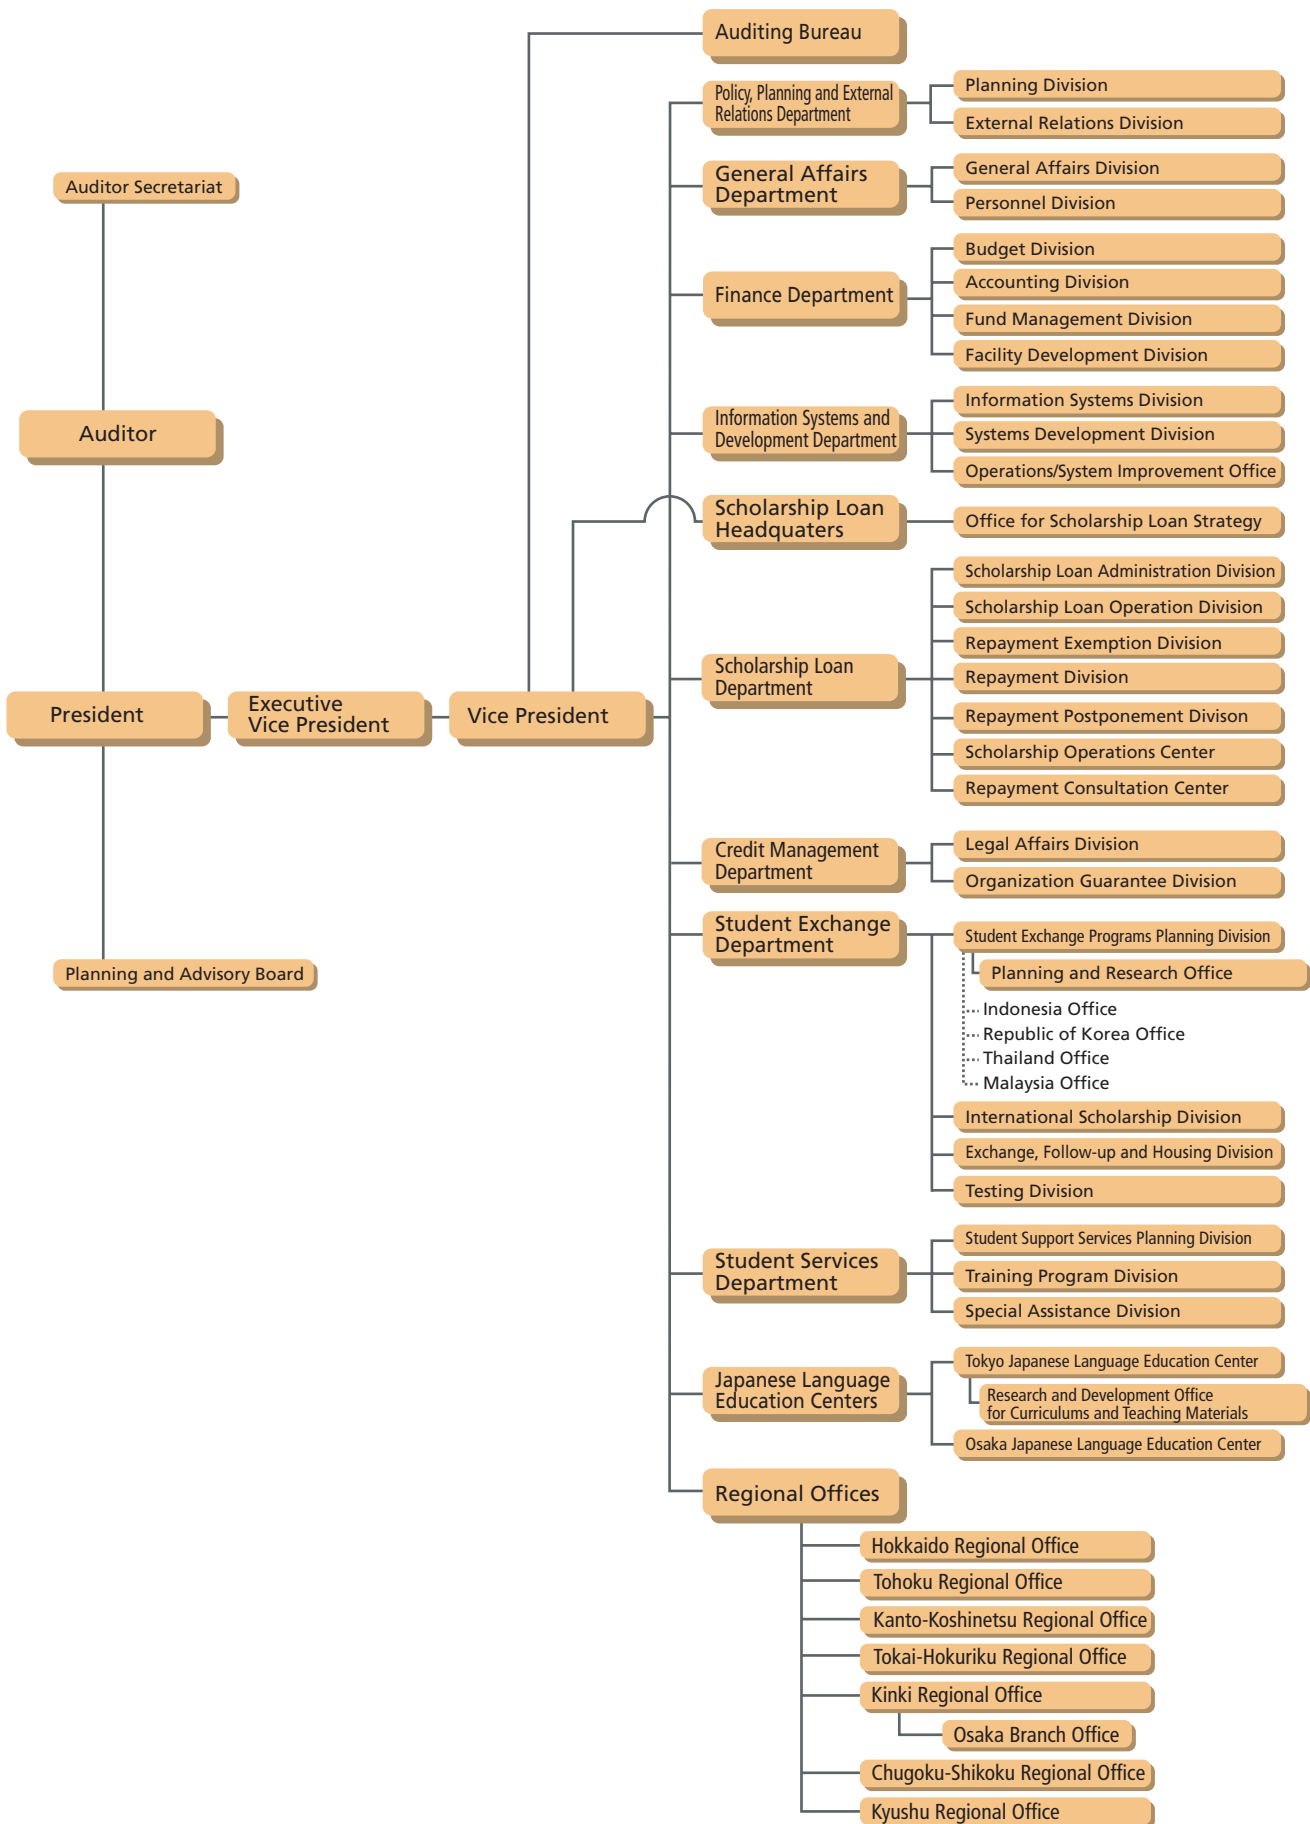 Auditing Bureau
Policy, Planning and External
Relations Department
Planning Division
External Relations Division
Auditor Secretariat
General Affairs
Department
General Affairs Division
Personnel Division
Finance Department
Budget Division
Accounting Division
Fund Management Division
Facility Development Division
Auditor
Information Systems and
Development Department
Information Systems Division
Systems Development Division
Operations/System Improvement Office
Scholarship Loan
Headquaters
Office for Scholarship Loan Strategy
Scholarship Loan
Department
Scholarship Loan Administration Division
Scholarship Loan Operation Division
Repayment Exemption Division
Repayment Division
Repayment Postponement Divison
Scholarship Operations Center
Repayment Consultation Center
President
Executive
Vice President
Vice President
Credit Management
Department
Legal Affairs Division
Organization Guarantee Division
Planning and Advisory Board
Student Exchange
Department
Student Exchange Programs Planning Division
Planning and Research Office
Indonesia Office
Republic of Korea Office
Thailand Office
Malaysia Office
International Scholarship Division
Exchange, Follow-up and Housing Division
Testing Division
Student Services
Department
Student Support Services Planning Division
Training Program Division
Special Assistance Division
Japanese Language
Education Centers
Tokyo Japanese Language Education Center
Research and Development Office
for Curriculums and Teaching Materials
Osaka Japanese Language Education Center
Regional Offices
Hokkaido Regional Office
Tohoku Regional Office
Kanto-Koshinetsu Regional Office
Tokai-Hokuriku Regional Office
Kinki Regional Office
Osaka Branch Office
Chugoku-Shikoku Regional Office
Kyushu Regional Office